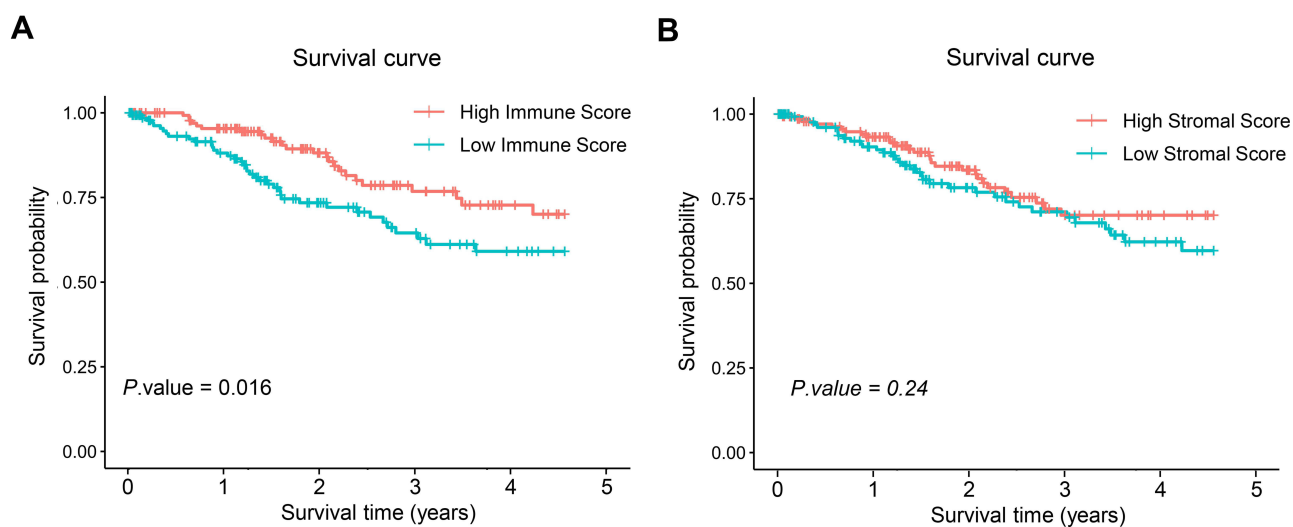 A
Survival curve
High Immune Score
Low Immune Score
Survival probability
1.00
0.75
0.50
0.25
0.00
P.value = 0.016
0 1 2 3 4 5
Survival time (years)
B
Survival curve
High Stromal Score
Low Stromal Score
Survival probability
1.00
0.75
0.50
0.25
0.00
P.value = 0.24
0 1 2 3 4 5
Survival time (years)